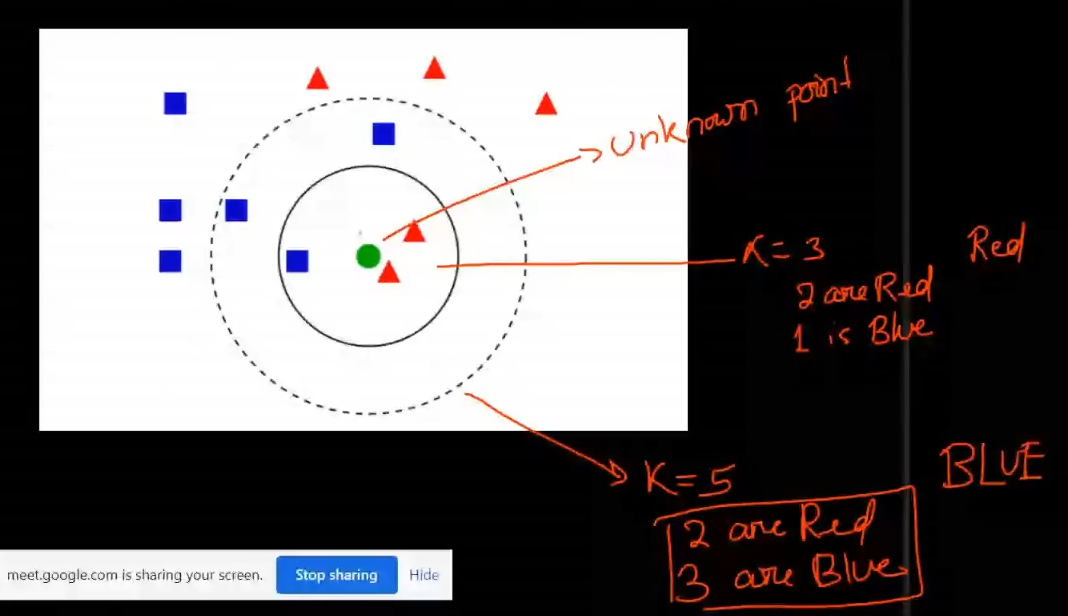 unknown point
K = 3
Red
2 are Red
1 is Blue
K = 5
BLUE
2 are Red
3 are Blue
meet.google.com is sharing your screen.
Stop sharing
Hide